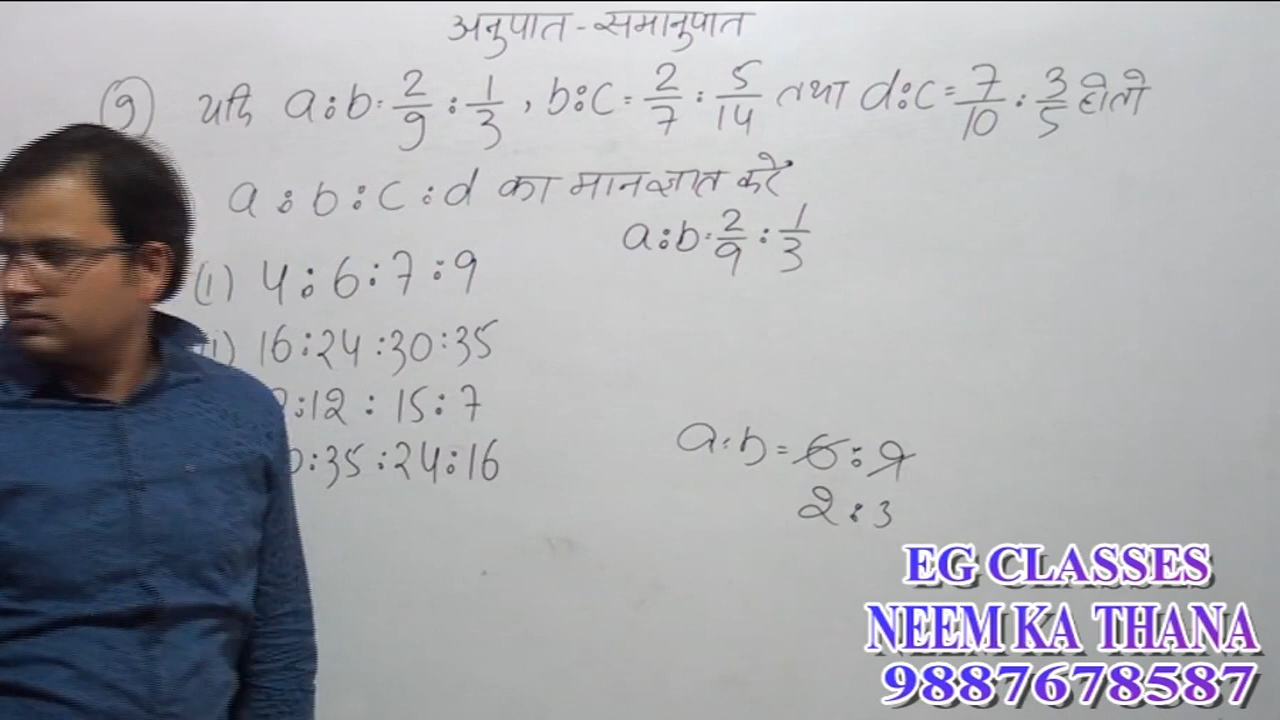 अनुपात - समानुपात
9) यदि a:b = 2/9 : 1/3 , b:c = 2/7 : 5/14 तथा d:c = 7/10 : 3/5 हो तो
a : b : c : d का मान ज्ञात करें
a:b = 2/9 : 1/3
(i) 4 : 6 : 7 : 9
i) 16 : 24 : 30 : 35
:12 : 15 : 7
:35 : 24 : 16
a:b = 6 : 9
2 : 3
EG CLASSES
NEEM KA THANA
9887678587